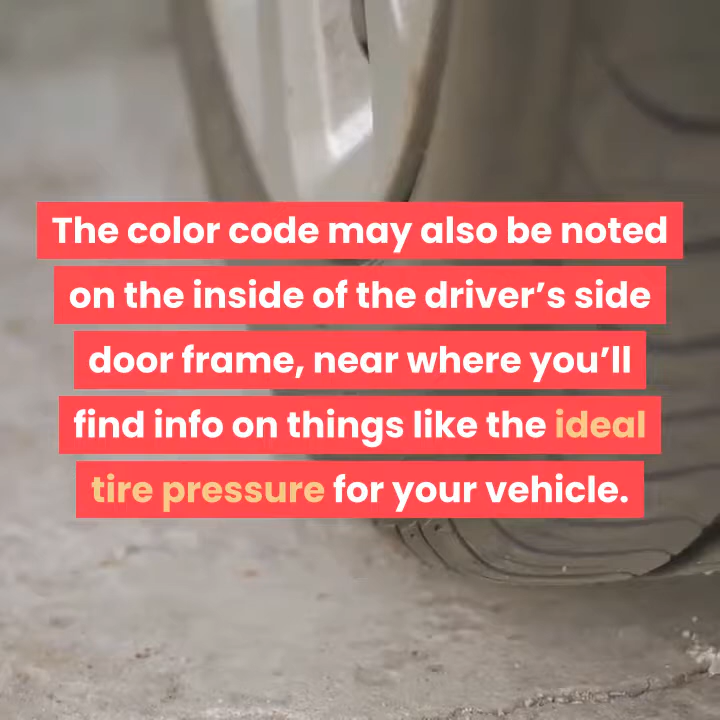 The color code may also be noted
on the inside of the driver’s side
door frame, near where you’ll
find info on things like the ideal
tire pressure for your vehicle.